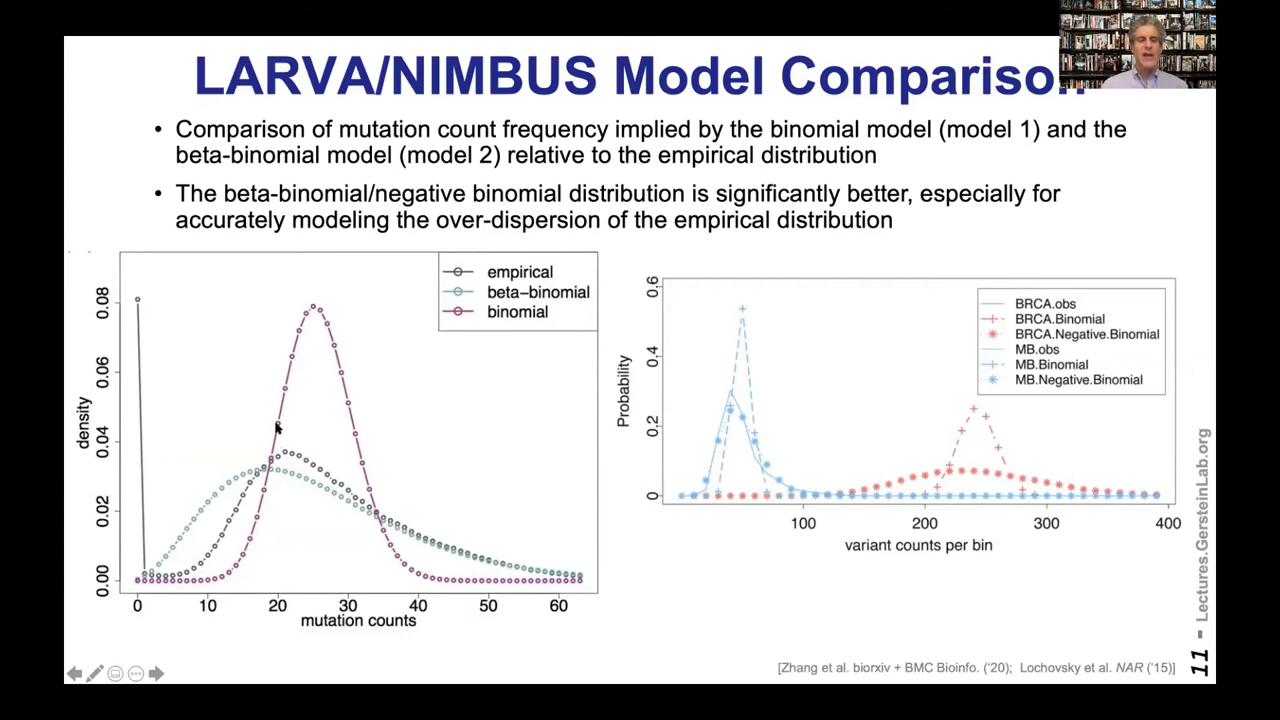 LARVA/NIMBUS Model Comparison
• Comparison of mutation count frequency implied by the binomial model (model 1) and the
beta-binomial model (model 2) relative to the empirical distribution
• The beta-binomial/negative binomial distribution is significantly better, especially for
accurately modeling the over-dispersion of the empirical distribution
empirical
beta−binomial
binomial
density
0.00
0.02
0.04
0.06
0.08
0
10
20
30
40
50
60
mutation counts
BRCA.obs
BRCA.Binomial
BRCA.Negative.Binomial
MB.obs
MB.Binomial
MB.Negative.Binomial
Probability
0
0.2
0.4
0.6
100
200
300
400
variant counts per bin
11 - Lectures.GersteinLab.org
[Zhang et al. biorxiv + BMC Bioinfo. ('20); Lochovsky et al. NAR ('15)]